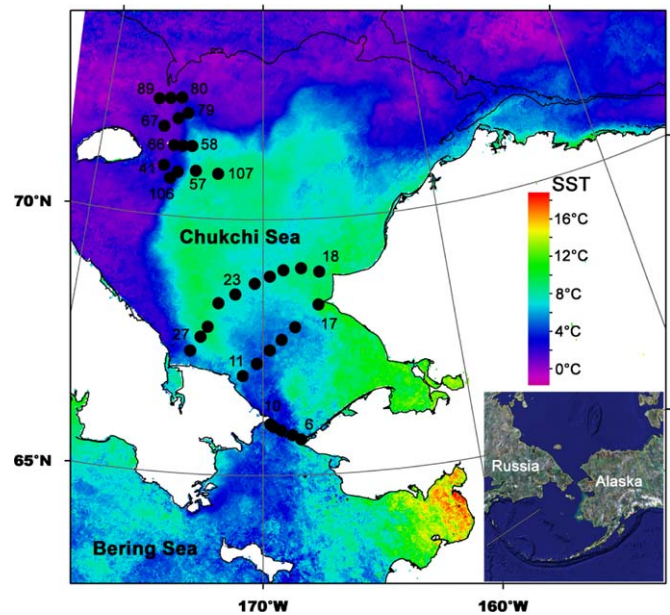 89
80
79
67
66
58
41
57
107
106
70°N
SST
16°C
12°C
8°C
4°C
0°C
Chukchi Sea
18
23
17
27
11
10
6
65°N
Russia
Alaska
Bering Sea
170°W
160°W